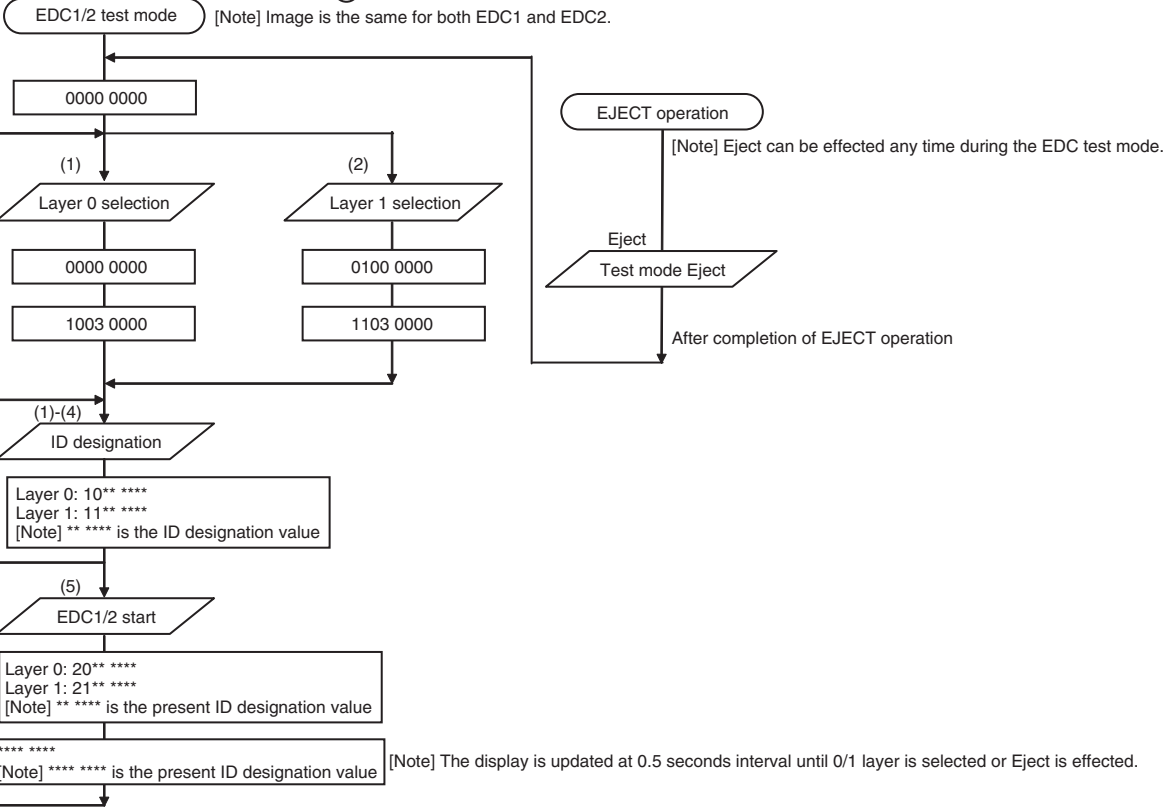 EDC1/2 test mode
[Note] Image is the same for both EDC1 and EDC2.
0000 0000
EJECT operation
[Note] Eject can be effected any time during the EDC test mode.
(1)
(2)
Layer 0 selection
Layer 1 selection
Eject
0000 0000
0100 0000
Test mode Eject
1003 0000
1103 0000
After completion of EJECT operation
(1)-(4)
ID designation
Layer 0: 10** ****
Layer 1: 11** ****
[Note] ** **** is the ID designation value
(5)
EDC1/2 start
Layer 0: 20** ****
Layer 1: 21** ****
[Note] ** **** is the present ID designation value
**** ****
[Note] **** **** is the present ID designation value
[Note] The display is updated at 0.5 seconds interval until 0/1 layer is selected or Eject is effected.